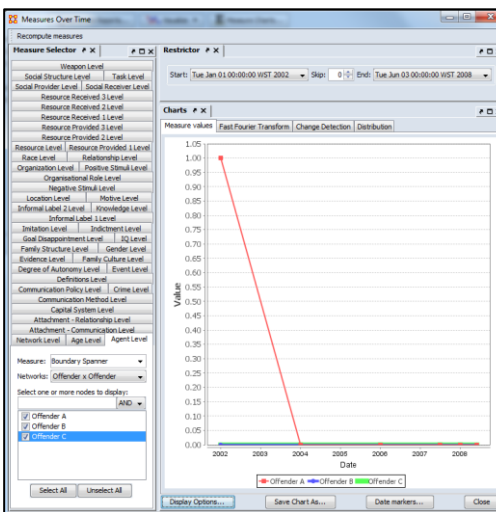 Measures Over Time
Recompute measures
Measure Selector
Weapon Level
Social Structure Level Task Level
Social Provider Level Social Receiver Level
Resource Received 3 Level
Resource Received 2 Level
Resource Received 1 Level
Resource Provided 3 Level
Resource Provided 2 Level
Resource Level Resource Provided 1 Level
Race Level Relationship Level
Organization Level Positive Stimuli Level
Organisational Role Level
Negative Stimuli Level
Location Level Motive Level
Informal Label 2 Level Knowledge Level
Informal Label 1 Level
Imitation Level Indictment Level
Goal Disappointment Level IQ Level
Family Structure Level Gender Level
Evidence Level Family Culture Level
Degree of Autonomy Level Event Level
Definitions Level
Communication Policy Level Crime Level
Communication Method Level
Capital System Level
Attachment - Relationship Level
Attachment - Communication Level
Network Level Age Level Agent Level
Measure: Boundary Spanner
Networks: Offender x Offender
Select one or more nodes to display:
AND
Offender A
Offender B
Offender C
Select All Unselect All
Restrictor
Start: Tue Jan 01 00:00:00 WST 2002 Skip: 0 End: Tue Jun 03 00:00:00 WST 2008
Charts
Measure values Fast Fourier Transform Change Detection Distribution
1.05
1.00
0.95
0.90
0.85
0.80
0.75
0.70
0.65
0.60
0.55
0.50
0.45
0.40
0.35
0.30
0.25
0.20
0.15
0.10
0.05
0.00
Value
2002 2003 2004 2005 2006 2007 2008
Date
Offender A Offender B Offender C
Display Options... Save Chart As... Date markers... Close